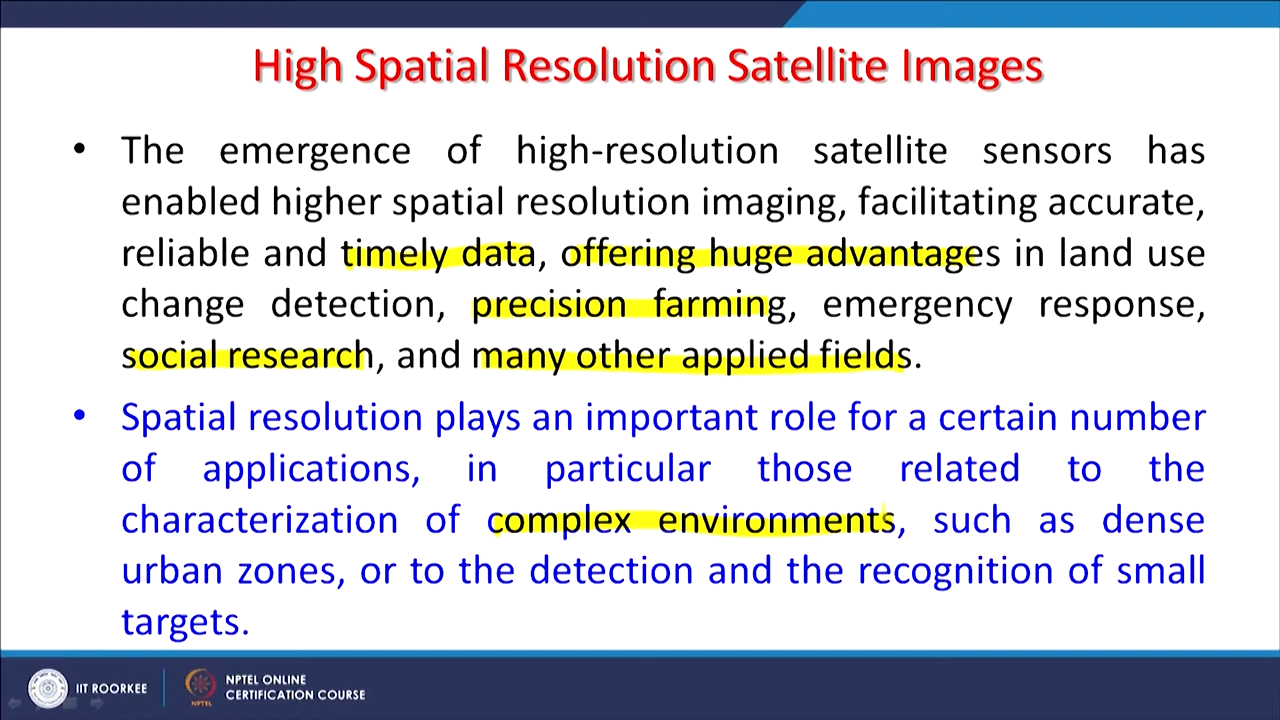 High Spatial Resolution Satellite Images
• The emergence of high-resolution satellite sensors has
enabled higher spatial resolution imaging, facilitating accurate,
reliable and timely data, offering huge advantages in land use
change detection, precision farming, emergency response,
social research, and many other applied fields.
• Spatial resolution plays an important role for a certain number
of applications, in particular those related to the
characterization of complex environments, such as dense
urban zones, or to the detection and the recognition of small
targets.
IIT ROORKEE
NPTEL
NPTEL ONLINE
CERTIFICATION COURSE